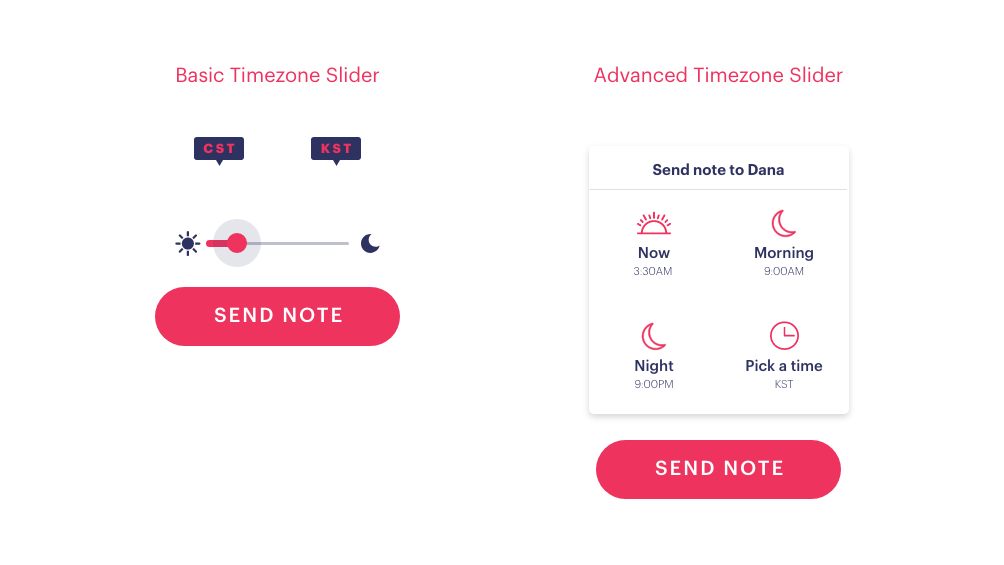 Basic Timezone Slider
CST
KST
SEND NOTE
Advanced Timezone Slider
Send note to Dana
Now
3:30AM
Morning
9:00AM
Night
9:00PM
Pick a time
KST
SEND NOTE